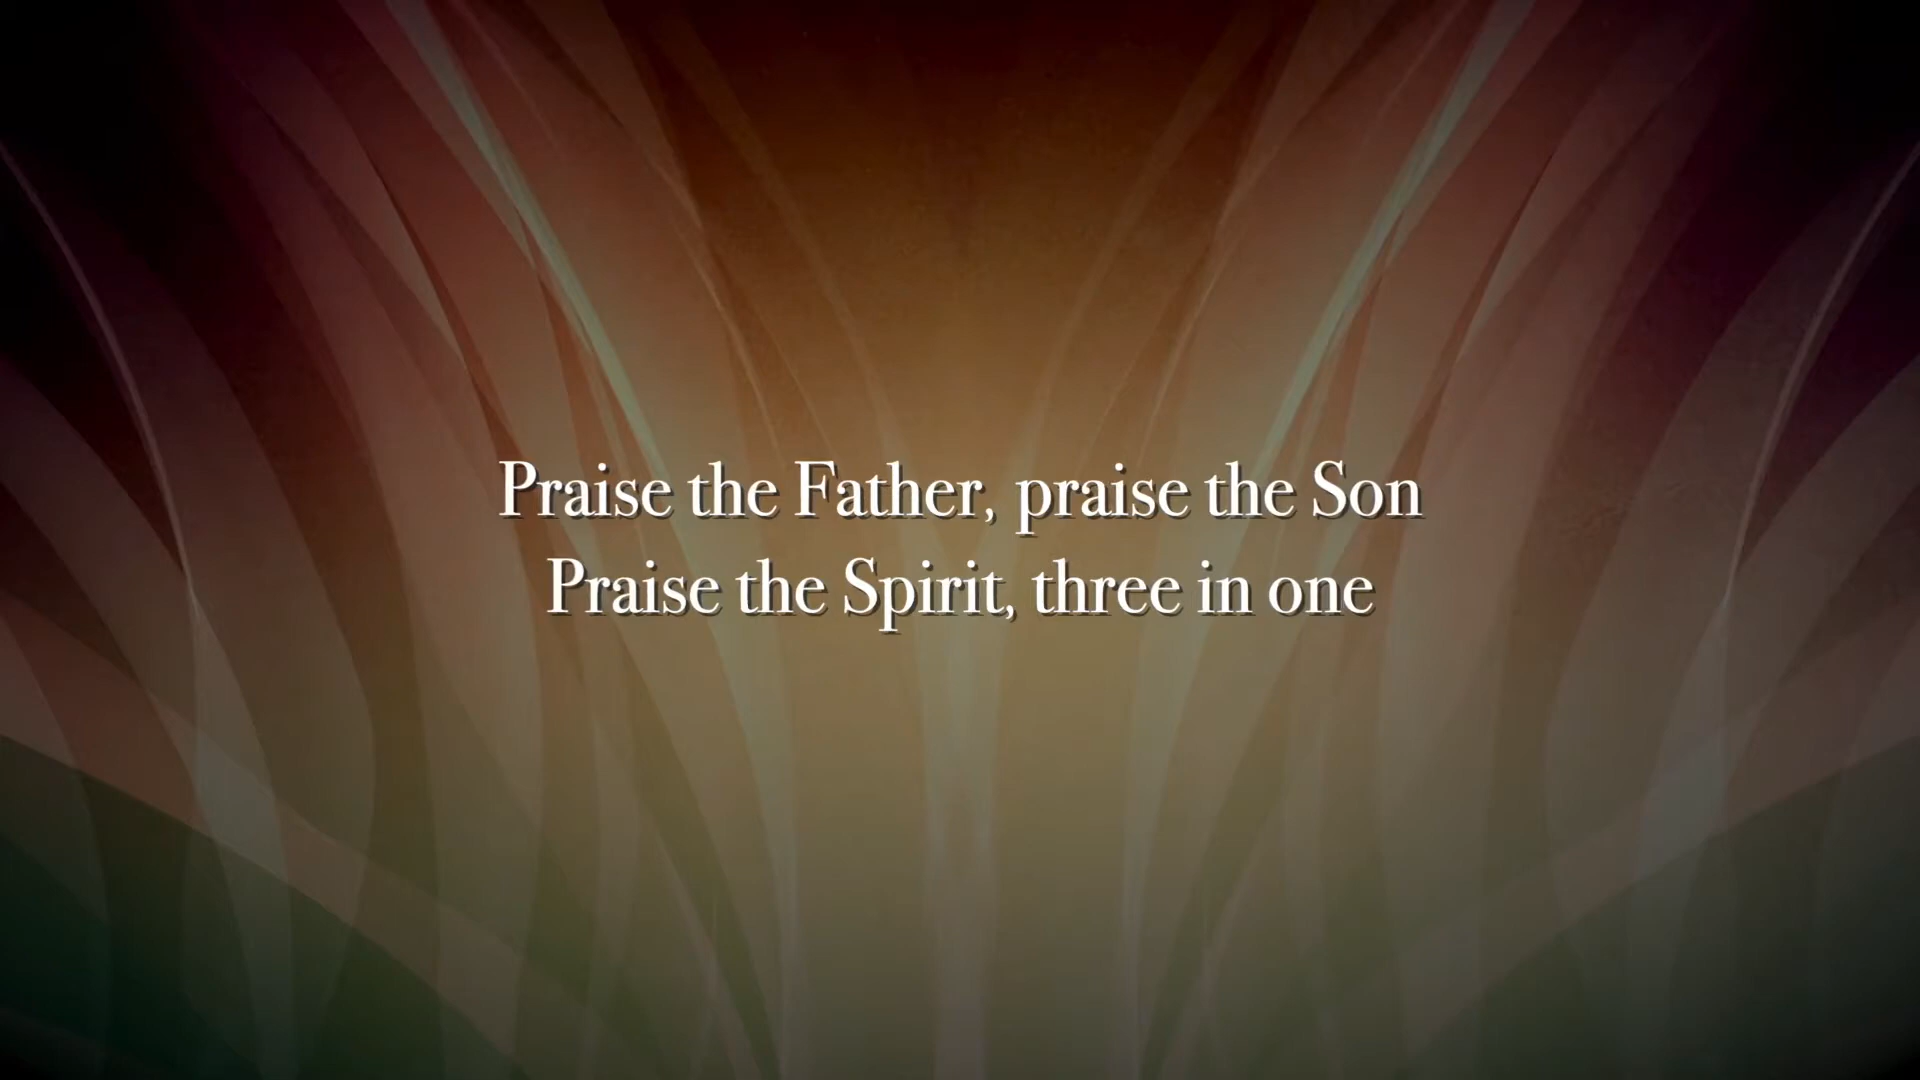 Praise the Father, praise the Son
Praise the Spirit, three in one